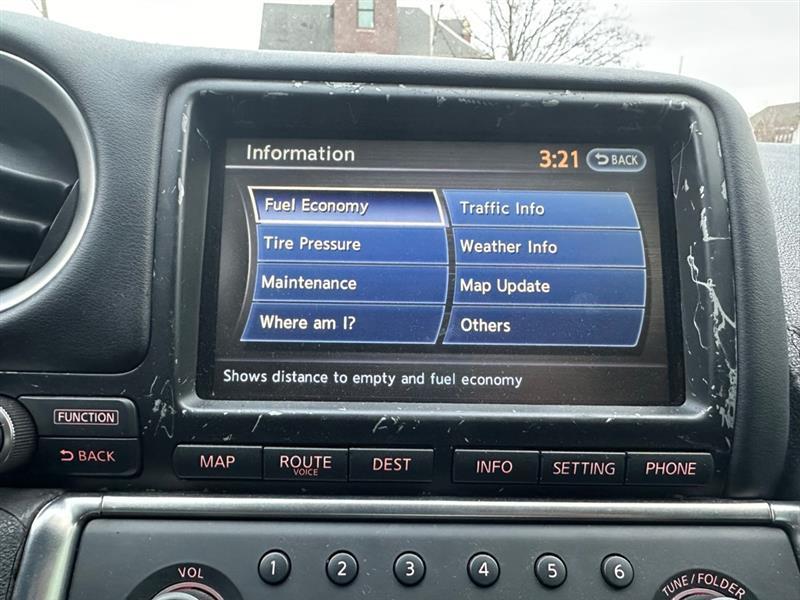 Information 3:21 BACK
Fuel Economy Traffic Info
Tire Pressure Weather Info
Maintenance Map Update
Where am I? Others
Shows distance to empty and fuel economy
FUNCTION
BACK
MAP ROUTE DEST INFO SETTING PHONE
VOICE
1 2 3 4 5 6
VOL TUNE / FOLDER